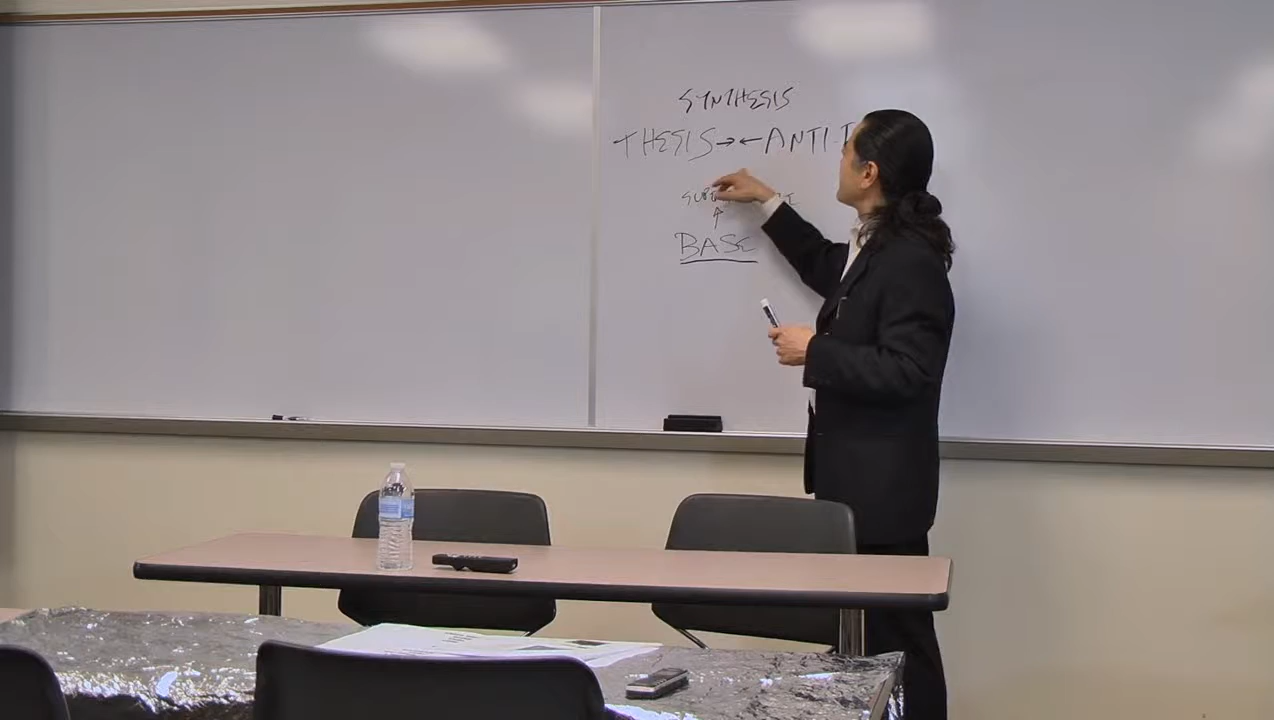 SYNTHESIS
THESIS → ← ANTI-
BASE